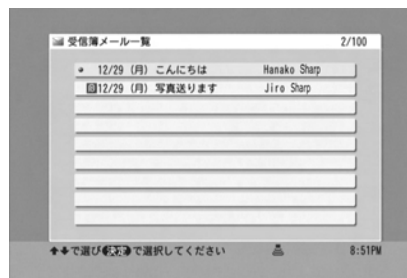 受信簿メール一覧 2/100
12/29 (月) こんにちは Hanako Sharp
12/29 (月) 写真送ります Jiro Sharp
↑↓で選び決定で選択してください 8:51PM